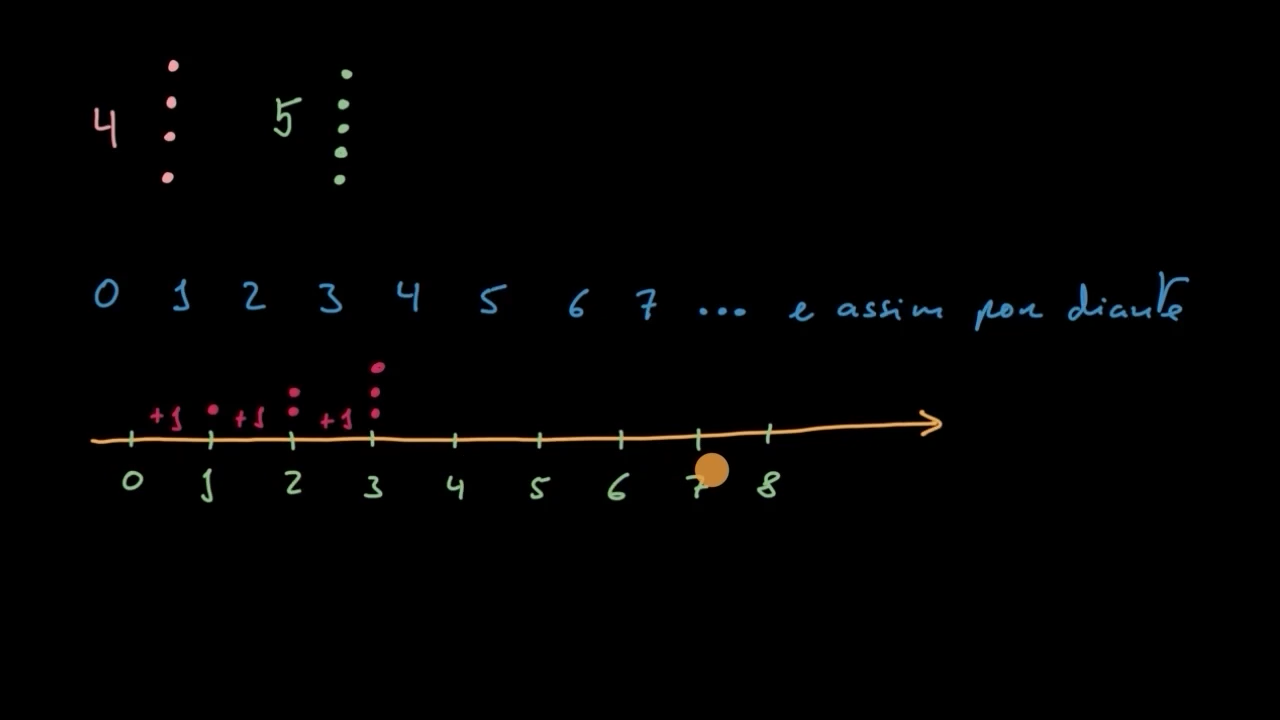 4 5
0 1 2 3 4 5 6 7 ... e assim por diante
+1 +1 +1
0 1 2 3 4 5 6 7 8